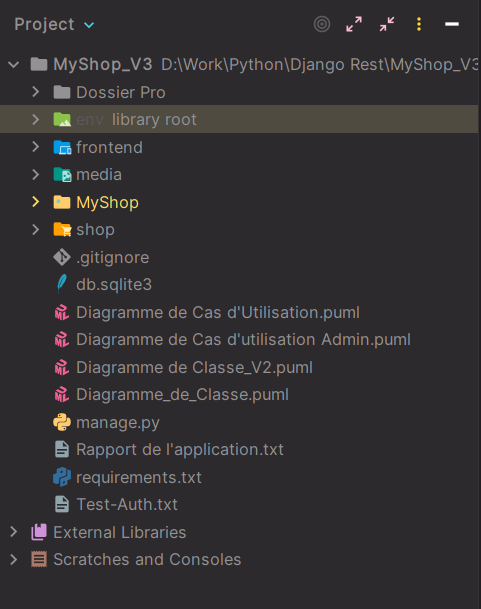 Project
MyShop_V3 D:\Work\Python\Django Rest\MyShop_V3
Dossier Pro
env library root
frontend
media
MyShop
shop
.gitignore
db.sqlite3
Diagramme de Cas d'Utilisation.puml
Diagramme de Cas d'utilisation Admin.puml
Diagramme de Classe_V2.puml
Diagramme_de_Classe.puml
manage.py
Rapport de l'application.txt
requirements.txt
Test-Auth.txt
External Libraries
Scratches and Consoles